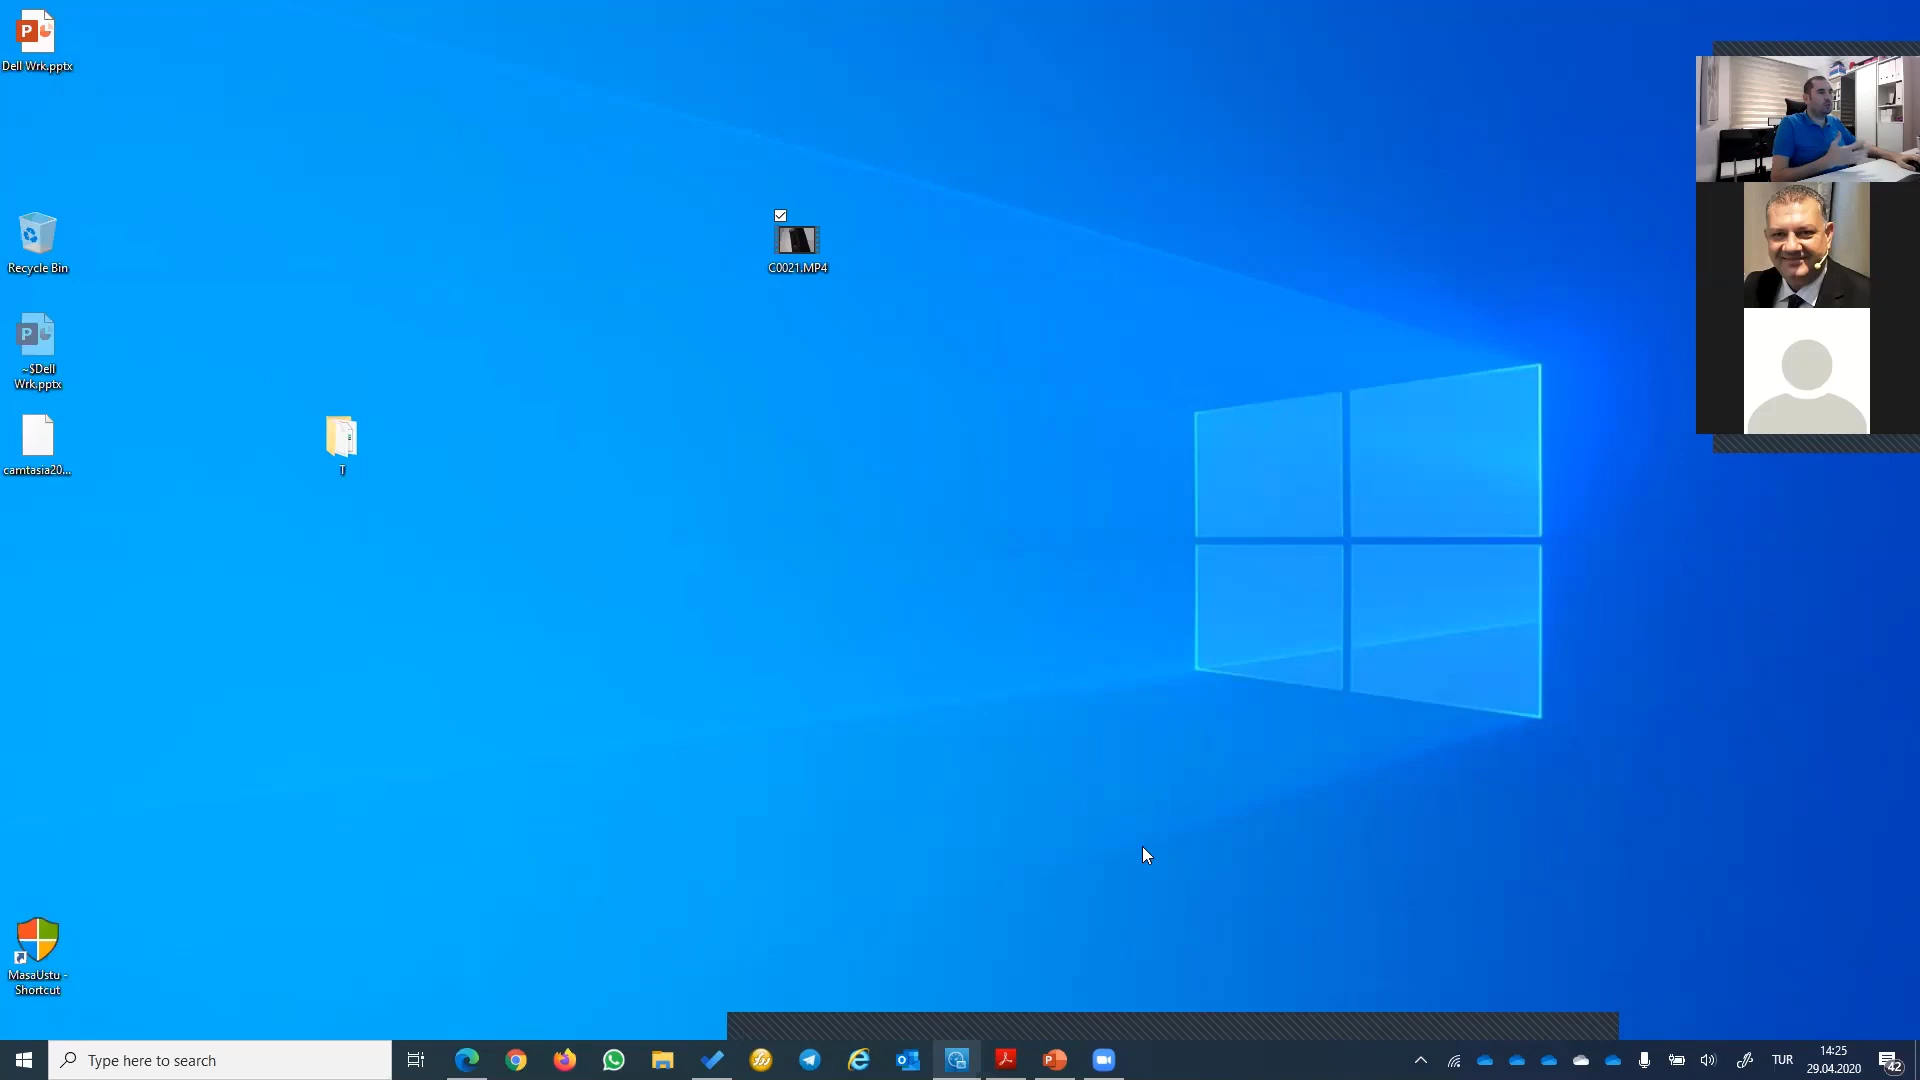 Dell Wrk.pptx
Recycle Bin
~$Dell
Wrk.pptx
camtasia20...
T
C0021.MP4
MasaUstu -
Shortcut
Type here to search
TUR
14:25
29.04.2020
42